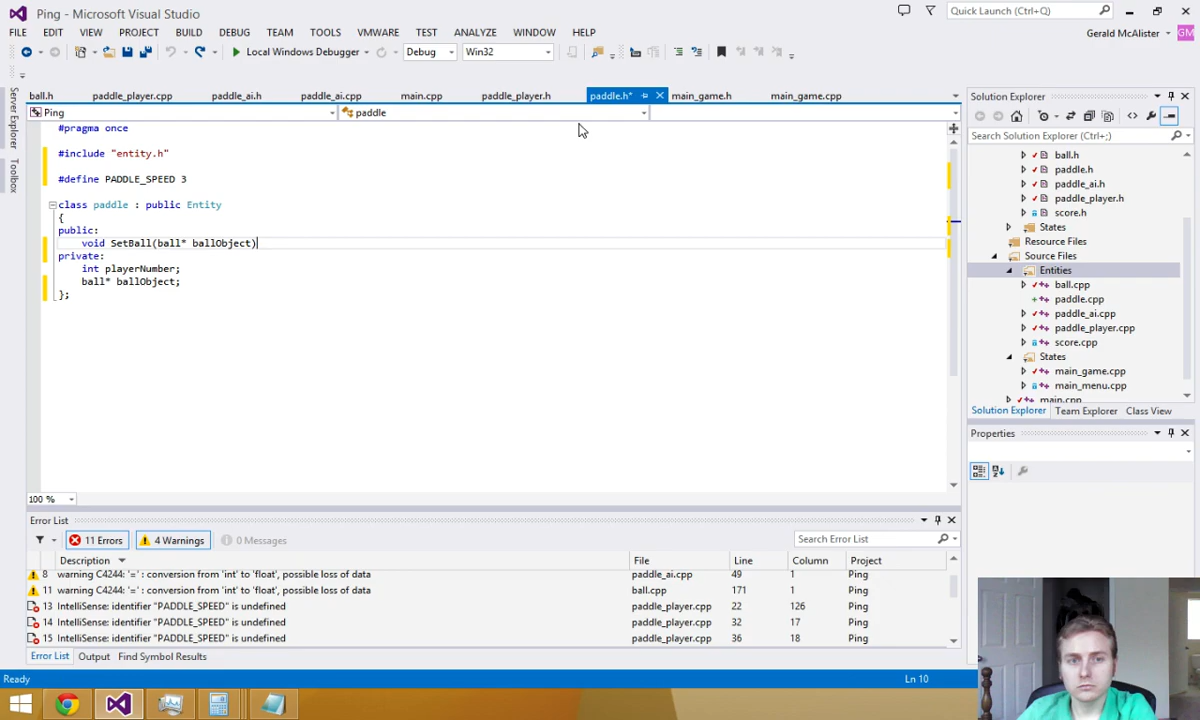 Ping - Microsoft Visual Studio
Quick Launch (Ctrl+Q)
FILE EDIT VIEW PROJECT BUILD DEBUG TEAM TOOLS VMWARE TEST ANALYZE WINDOW HELP
Gerald McAlister GM
Local Windows Debugger Debug Win32
ball.h paddle_player.cpp paddle_ai.h paddle_ai.cpp main.cpp paddle_player.h paddle.h* main_game.h main_game.cpp
Ping paddle
Server Explorer
Toolbox
#pragma once
#include "entity.h"
#define PADDLE_SPEED 3
class paddle : public Entity
{
public:
void SetBall(ball* ballObject)
private:
int playerNumber;
ball* ballObject;
};
100 %
Solution Explorer
Search Solution Explorer (Ctrl+;)
ball.h
paddle.h
paddle_ai.h
paddle_player.h
score.h
States
Resource Files
Source Files
Entities
ball.cpp
paddle.cpp
paddle_ai.cpp
paddle_player.cpp
score.cpp
States
main_game.cpp
main_menu.cpp
main.cpp
Solution Explorer Team Explorer Class View
Properties
Error List
11 Errors 4 Warnings 0 Messages
Search Error List
Description File Line Column Project
8 warning C4244: '=' : conversion from 'int' to 'float', possible loss of data paddle_ai.cpp 49 1 Ping
11 warning C4244: '=' : conversion from 'int' to 'float', possible loss of data ball.cpp 171 1 Ping
13 IntelliSense: identifier "PADDLE_SPEED" is undefined paddle_player.cpp 22 126 Ping
14 IntelliSense: identifier "PADDLE_SPEED" is undefined paddle_player.cpp 32 17 Ping
15 IntelliSense: identifier "PADDLE_SPEED" is undefined paddle_player.cpp 36 18 Ping
Error List Output Find Symbol Results
Ready Ln 10